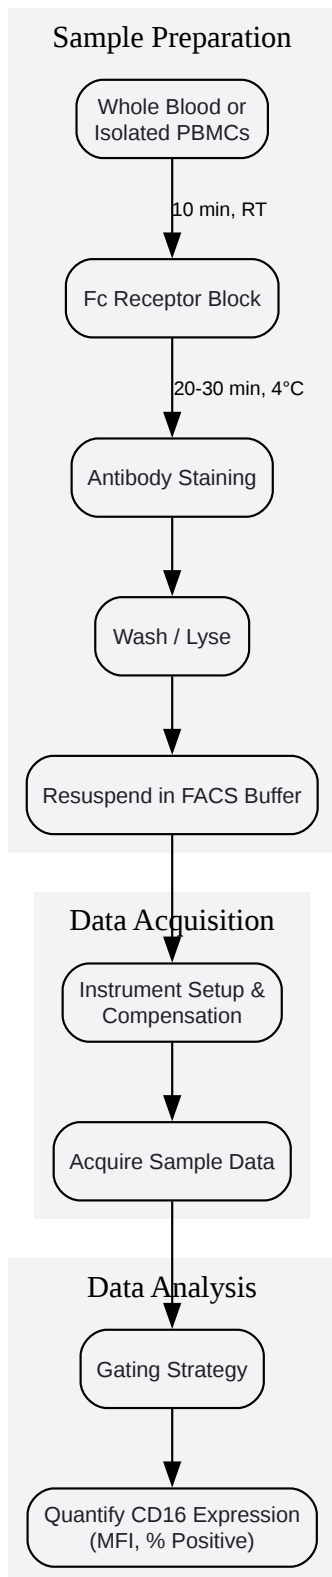 Sample Preparation
Whole Blood or
Isolated PBMCs
10 min, RT
Fc Receptor Block
20-30 min, 4°C
Antibody Staining
Wash / Lyse
Resuspend in FACS Buffer
Data Acquisition
Instrument Setup &
Compensation
Acquire Sample Data
Data Analysis
Gating Strategy
Quantify CD16 Expression
(MFI, % Positive)